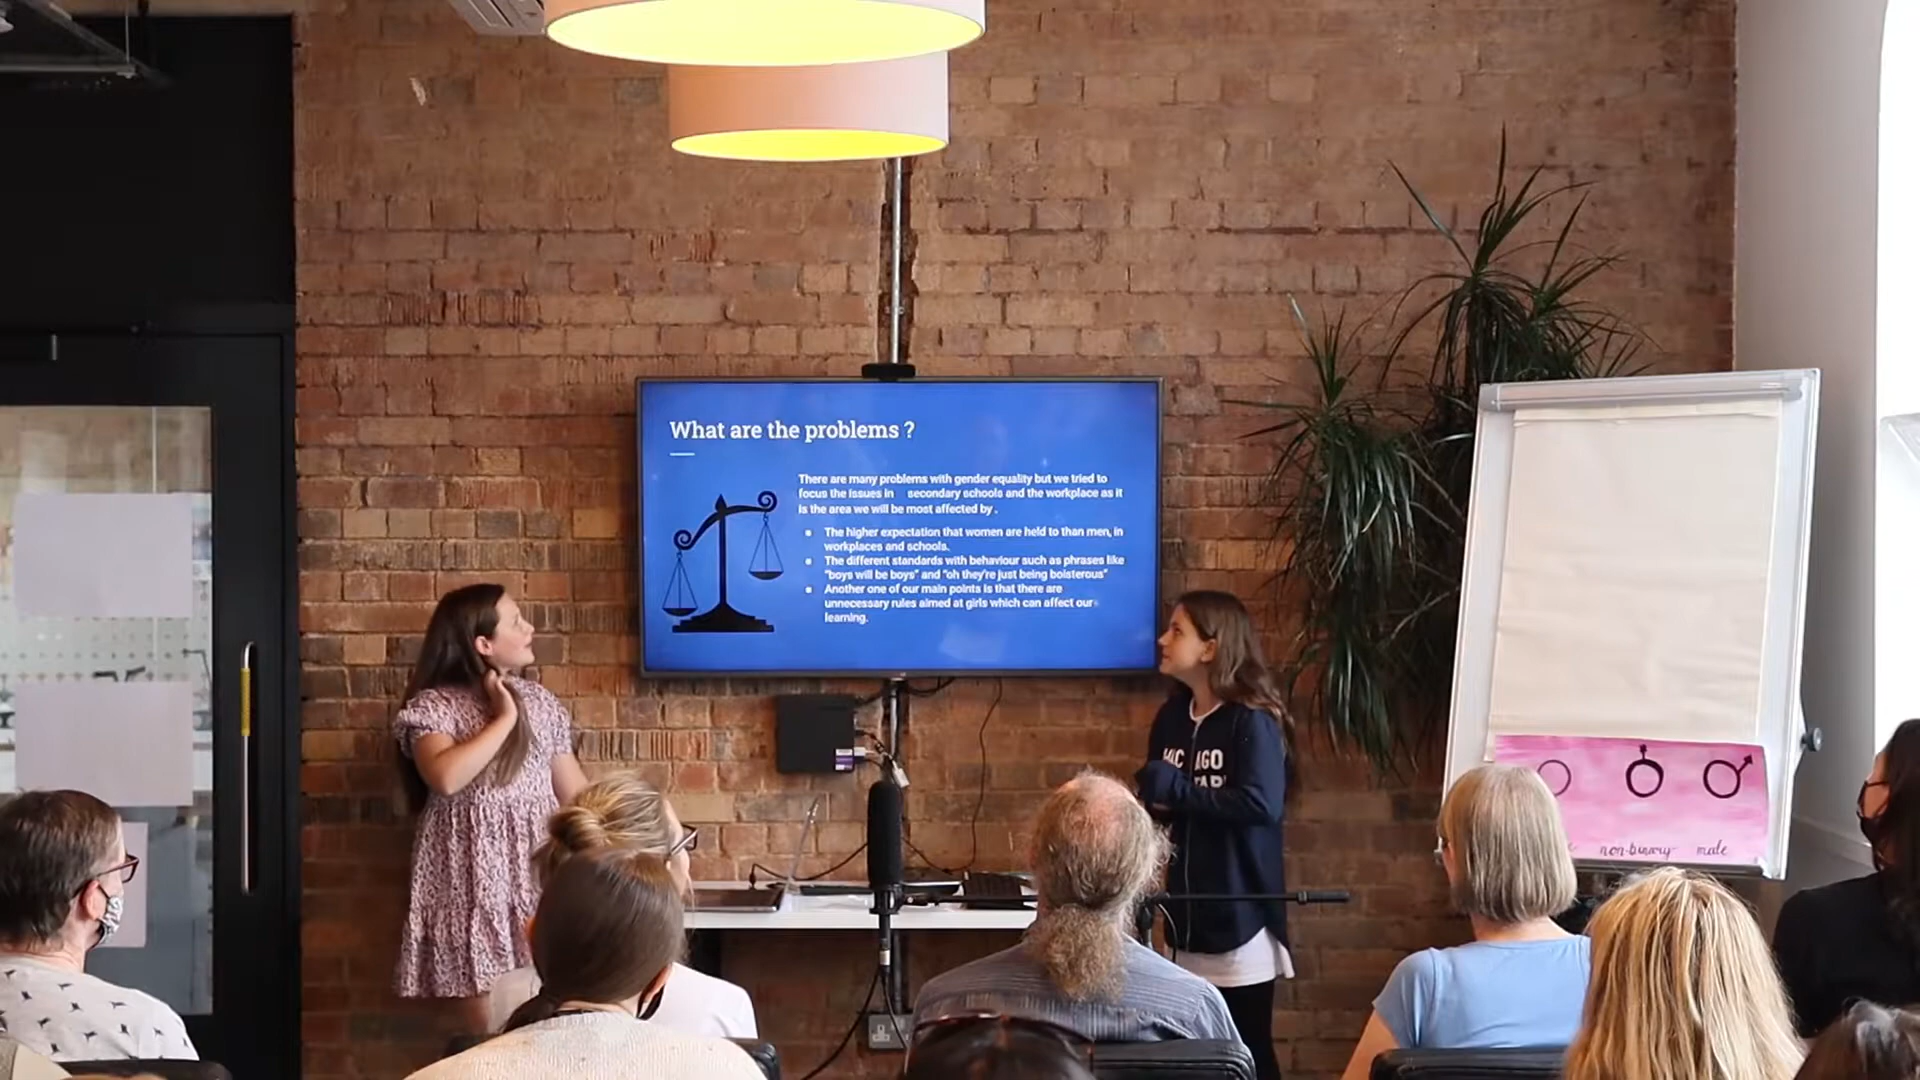 What are the problems ?
There are many problems with gender equality but we tried to
focus the issues in secondary schools and the workplace as it
is the area we will be most affected by .
The higher expectation that women are held to than men, in
workplaces and schools.
The different standards with behaviour such as phrases like
"boys will be boys" and "oh they're just being boisterous"
Another one of our main points is that there are
unnecessary rules aimed at girls which can affect our
learning.
non-binary male